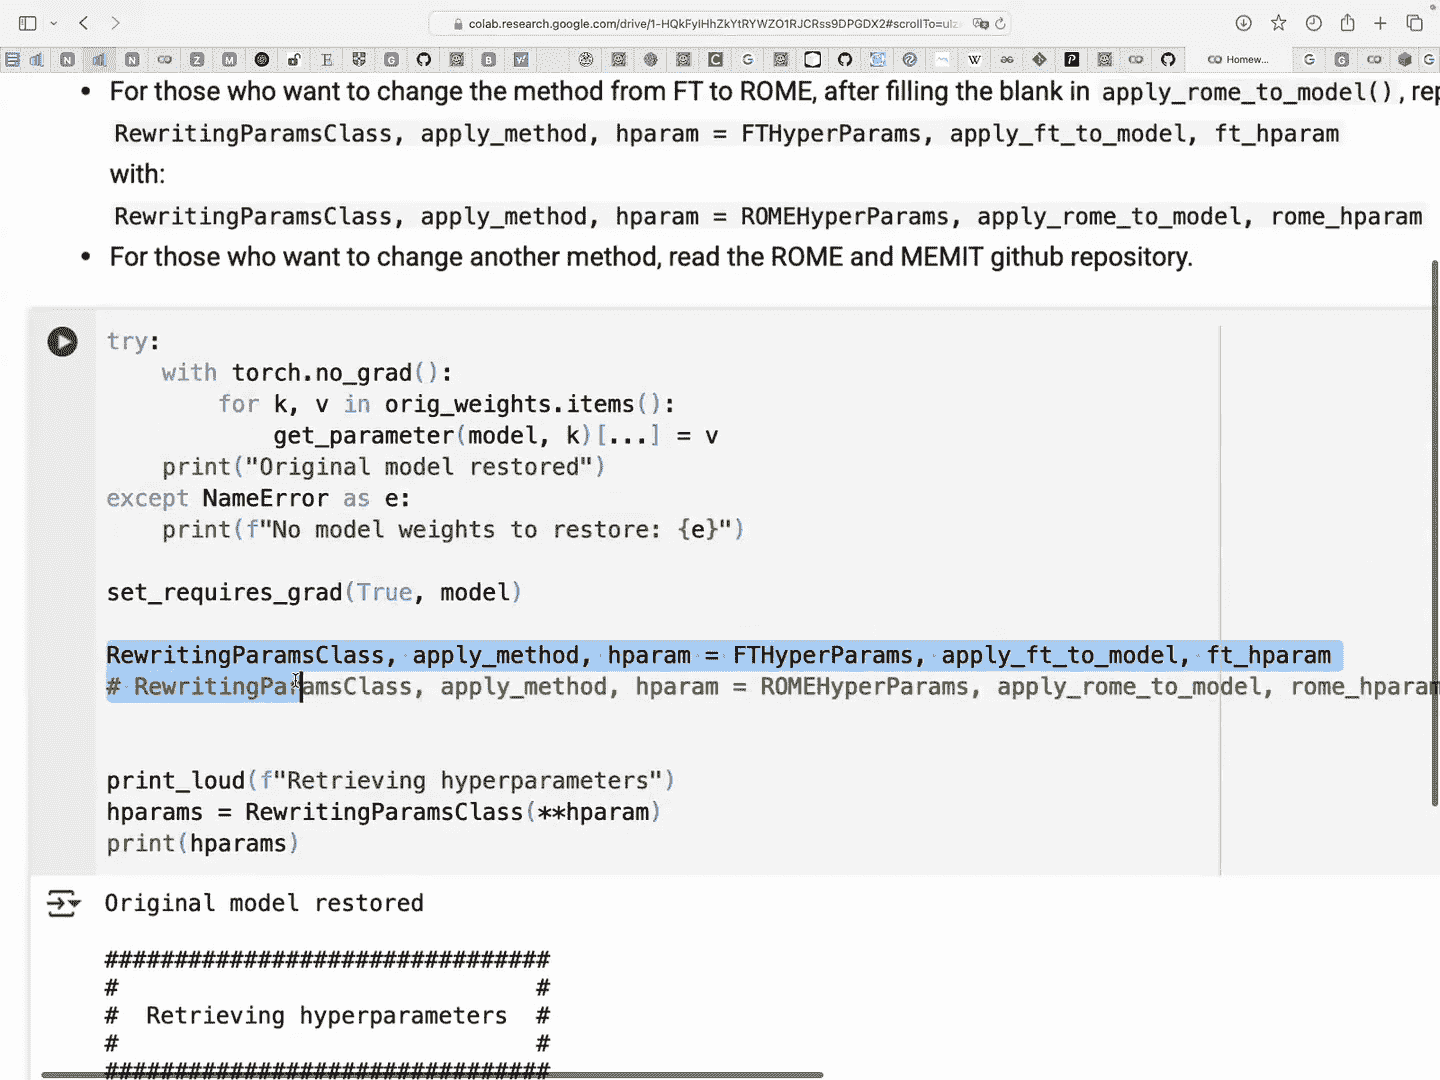 colab.research.google.com/drive/1-HQkFyIHhZkYtRYWZO1RJCRss9DPGDX2#scrollTo=ulz
Homew...
• For those who want to change the method from FT to ROME, after filling the blank in apply_rome_to_model(), rep
RewritingParamsClass, apply_method, hparam = FTHyperParams, apply_ft_to_model, ft_hparam
with:
RewritingParamsClass, apply_method, hparam = ROMEHyperParams, apply_rome_to_model, rome_hparam
• For those who want to change another method, read the ROME and MEMIT github repository.
try:
    with torch.no_grad():
        for k, v in orig_weights.items():
            get_parameter(model, k)[...] = v
    print("Original model restored")
except NameError as e:
    print(f"No model weights to restore: {e}")
set_requires_grad(True, model)
RewritingParamsClass, apply_method, hparam = FTHyperParams, apply_ft_to_model, ft_hparam
# RewritingParamsClass, apply_method, hparam = ROMEHyperParams, apply_rome_to_model, rome_hparam
print_loud(f"Retrieving hyperparameters")
hparams = RewritingParamsClass(**hparam)
print(hparams)
Original model restored
################################
#                              #
#  Retrieving hyperparameters  #
#                              #
################################